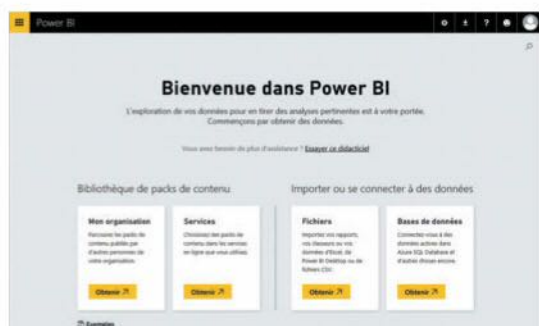 Power BI
?
Bienvenue dans Power BI
L'exploration de vos données pour en tirer des analyses pertinentes est à votre portée.
Commençons par obtenir des données.
Vous avez besoin de plus d'assistance ? Essayer ce didacticiel
Bibliothèque de packs de contenu
Importer ou se connecter à des données
Mon organisation
Parcourez les packs de
contenu publiés par
d'autres personnes de
votre organisation.
Obtenir
Services
Choisissez des packs de
contenu dans les services
en ligne que vous utilisez.
Obtenir
Fichiers
Importez vos rapports,
vos classeurs ou vos
données d'Excel, de
Power BI Desktop ou de
fichiers CSV.
Obtenir
Bases de données
Connectez-vous à des
données actives dans
Azure SQL Database et
d'autres choses encore.
Obtenir
Exemples